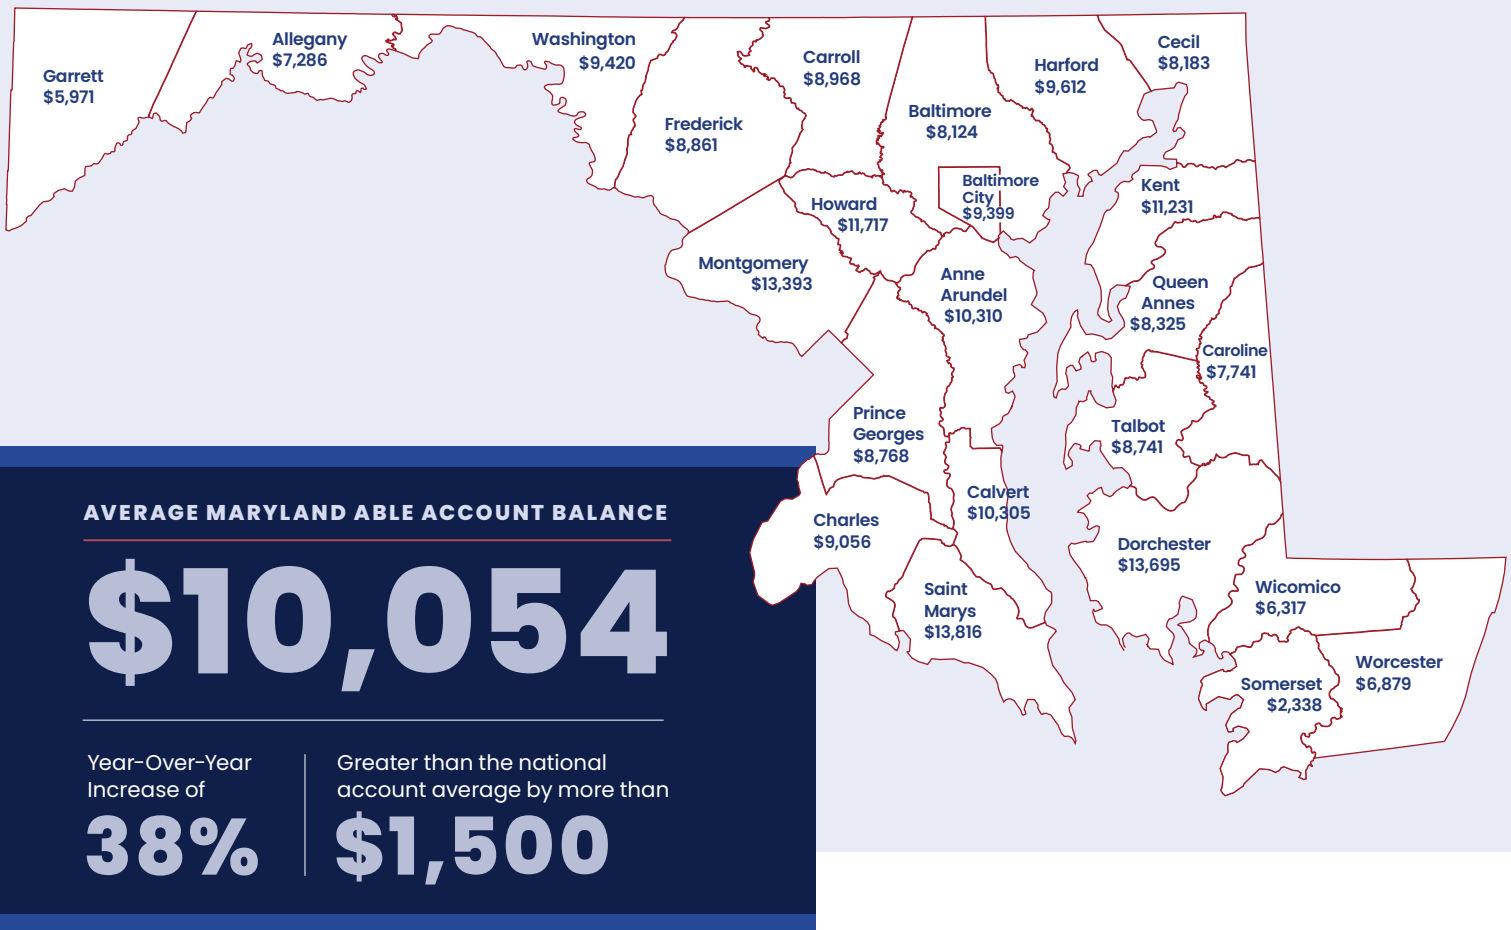 Garrett
$5,971
Allegany
$7,286
Washington
$9,420
Frederick
$8,861
Carroll
$8,968
Baltimore
$8,124
Harford
$9,612
Cecil
$8,183
Baltimore
City
$9,399
Kent
$11,231
Howard
$11,717
Montgomery
$13,393
Anne
Arundel
$10,310
Queen
Annes
$8,325
Caroline
$7,741
Prince
Georges
$8,768
Talbot
$8,741
Calvert
$10,305
Charles
$9,056
Dorchester
$13,695
Saint
Marys
$13,816
Wicomico
$6,317
Worcester
$6,879
Somerset
$2,338
AVERAGE MARYLAND ABLE ACCOUNT BALANCE
$10,054
Year-Over-Year
Increase of
38%
Greater than the national
account average by more than
$1,500